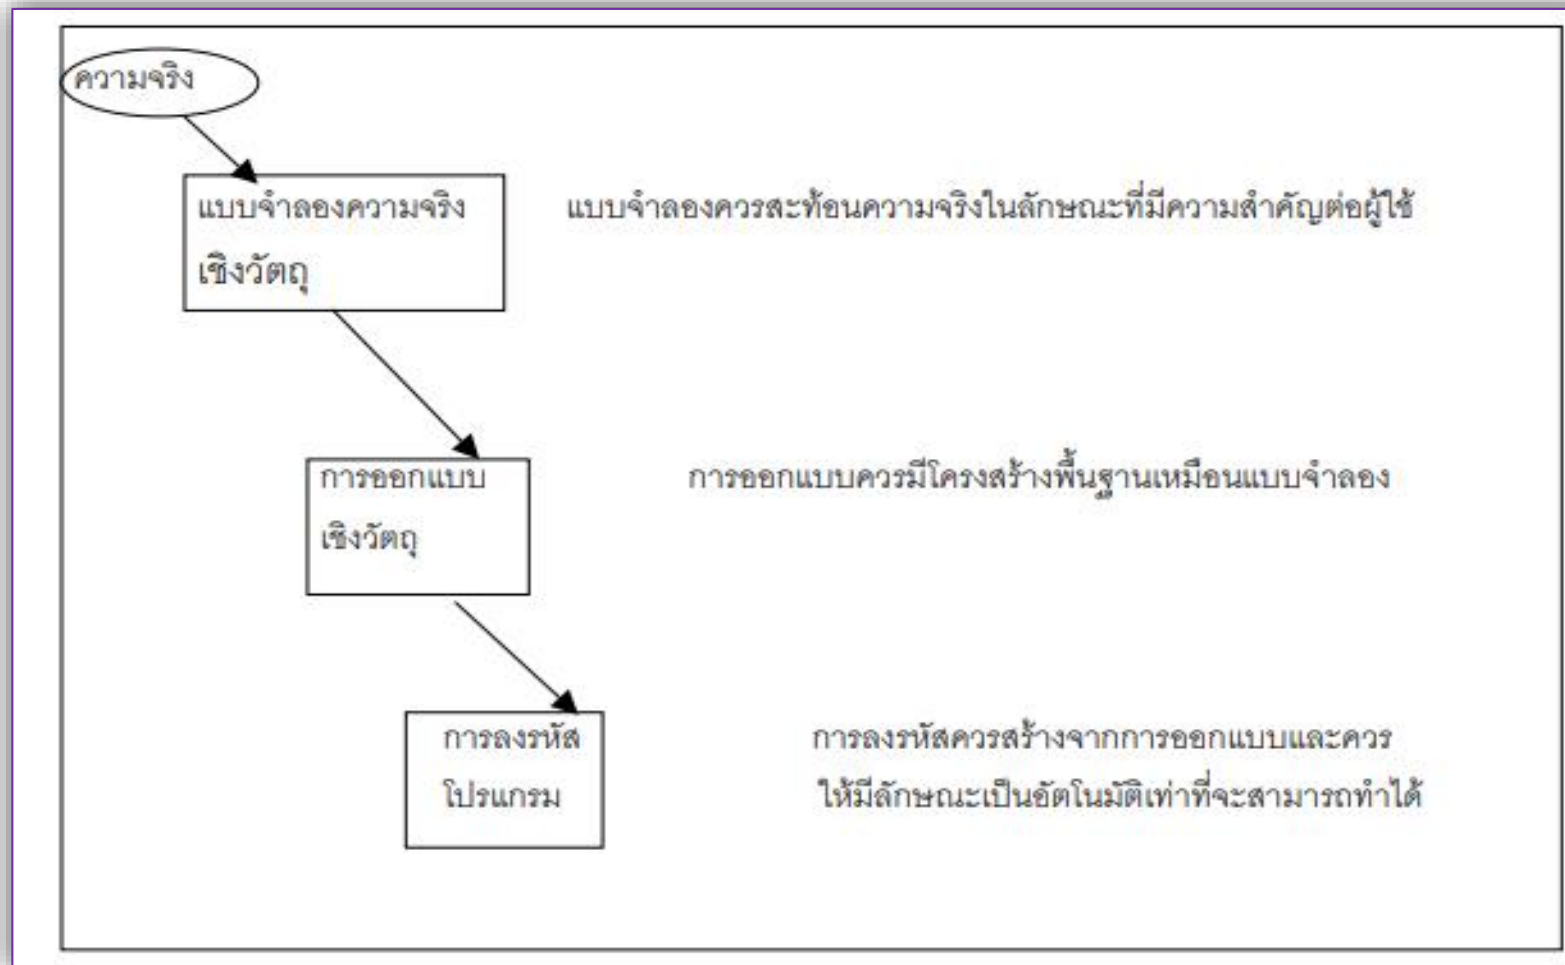 ความจริง
แบบจำลองความจริง
เชิงวัตถุ
แบบจำลองควรสะท้อนความจริงในลักษณะที่มีความสำคัญต่อผู้ใช้
การออกแบบ
เชิงวัตถุ
การออกแบบควรมีโครงสร้างพื้นฐานเหมือนแบบจำลอง
การลงรหัส
โปรแกรม
การลงรหัสควรสร้างจากการออกแบบและควร
ให้มีลักษณะเป็นอัตโนมัติเท่าที่จะสามารถทำได้